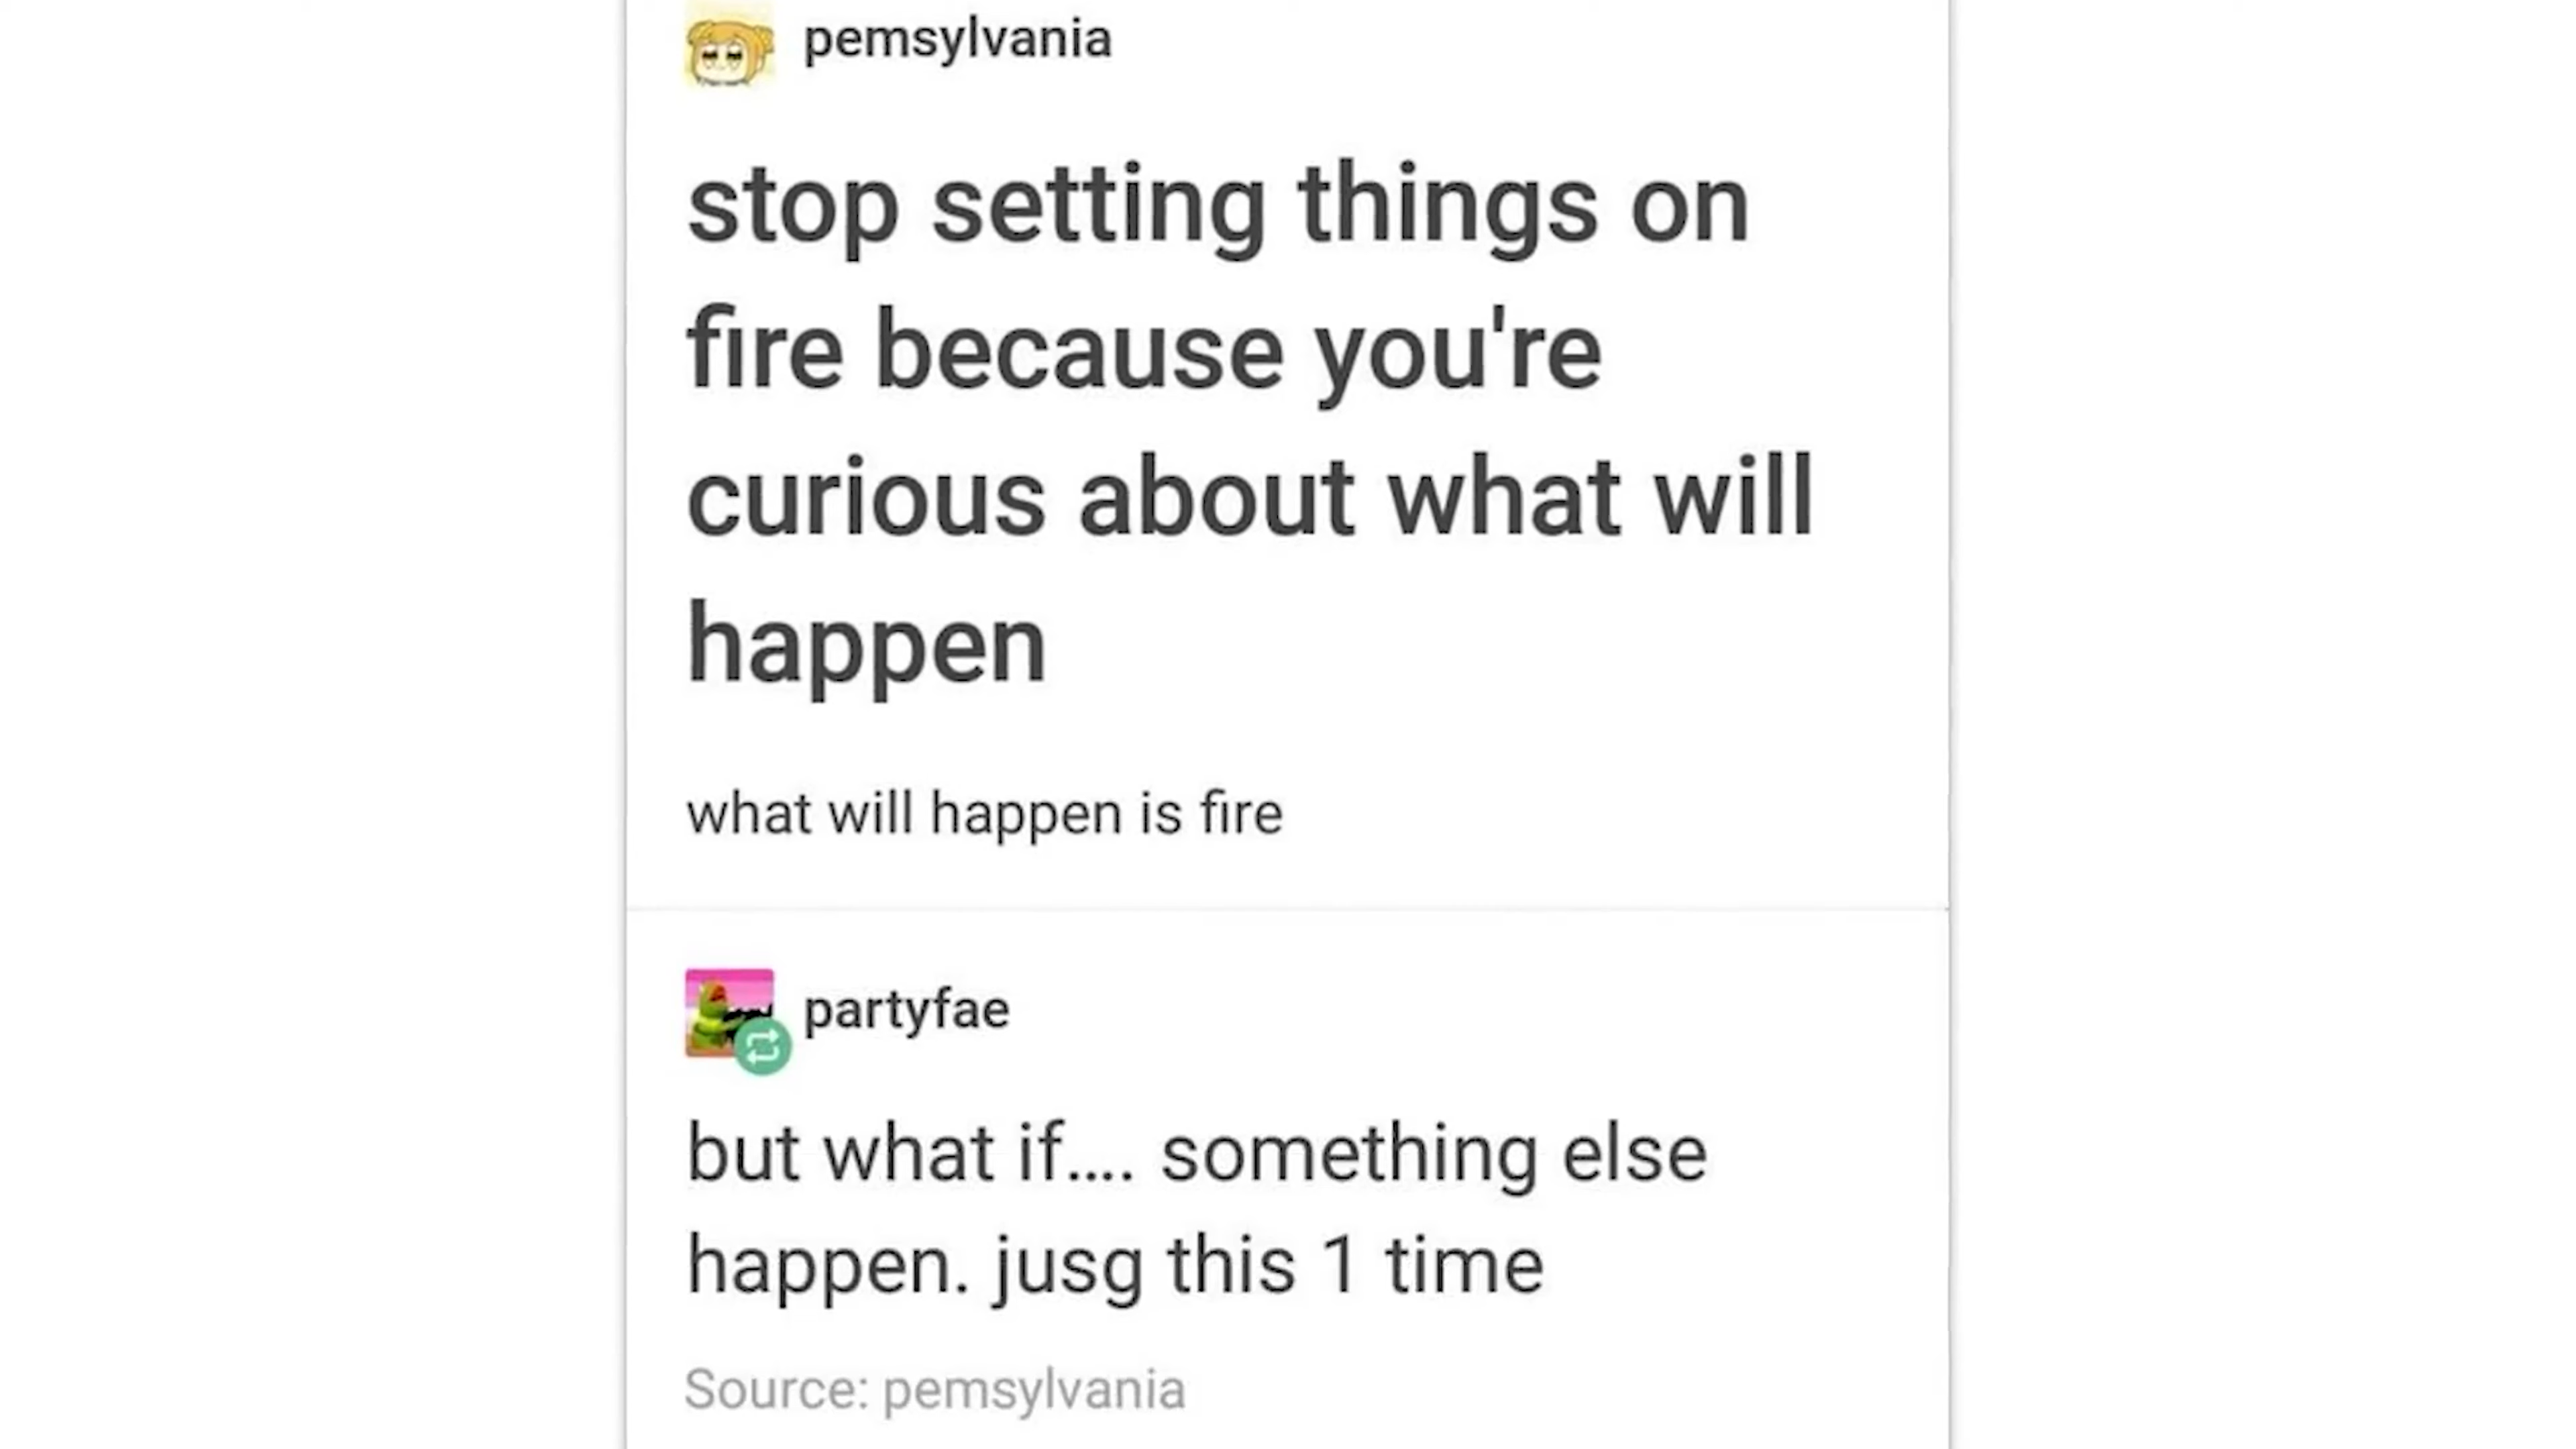 pemsylvania
stop setting things on
fire because you're
curious about what will
happen
what will happen is fire
partyfae
but what if.... something else
happen. jusg this 1 time
Source: pemsylvania